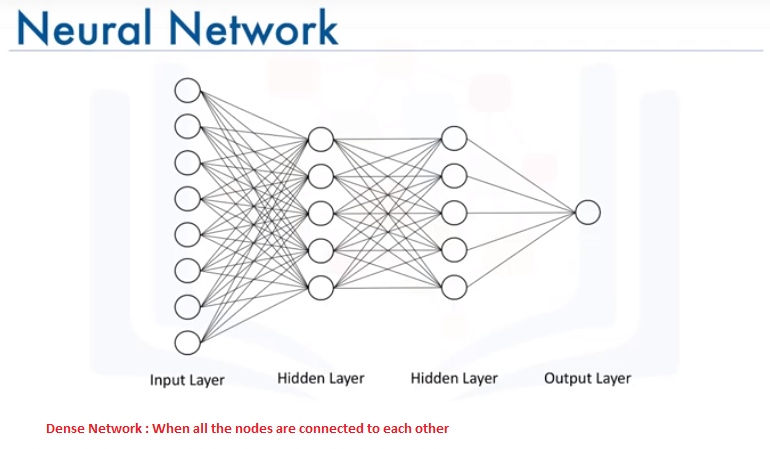 Neural Network
Input Layer
Hidden Layer
Hidden Layer
Output Layer
Dense Network : When all the nodes are connected to each other